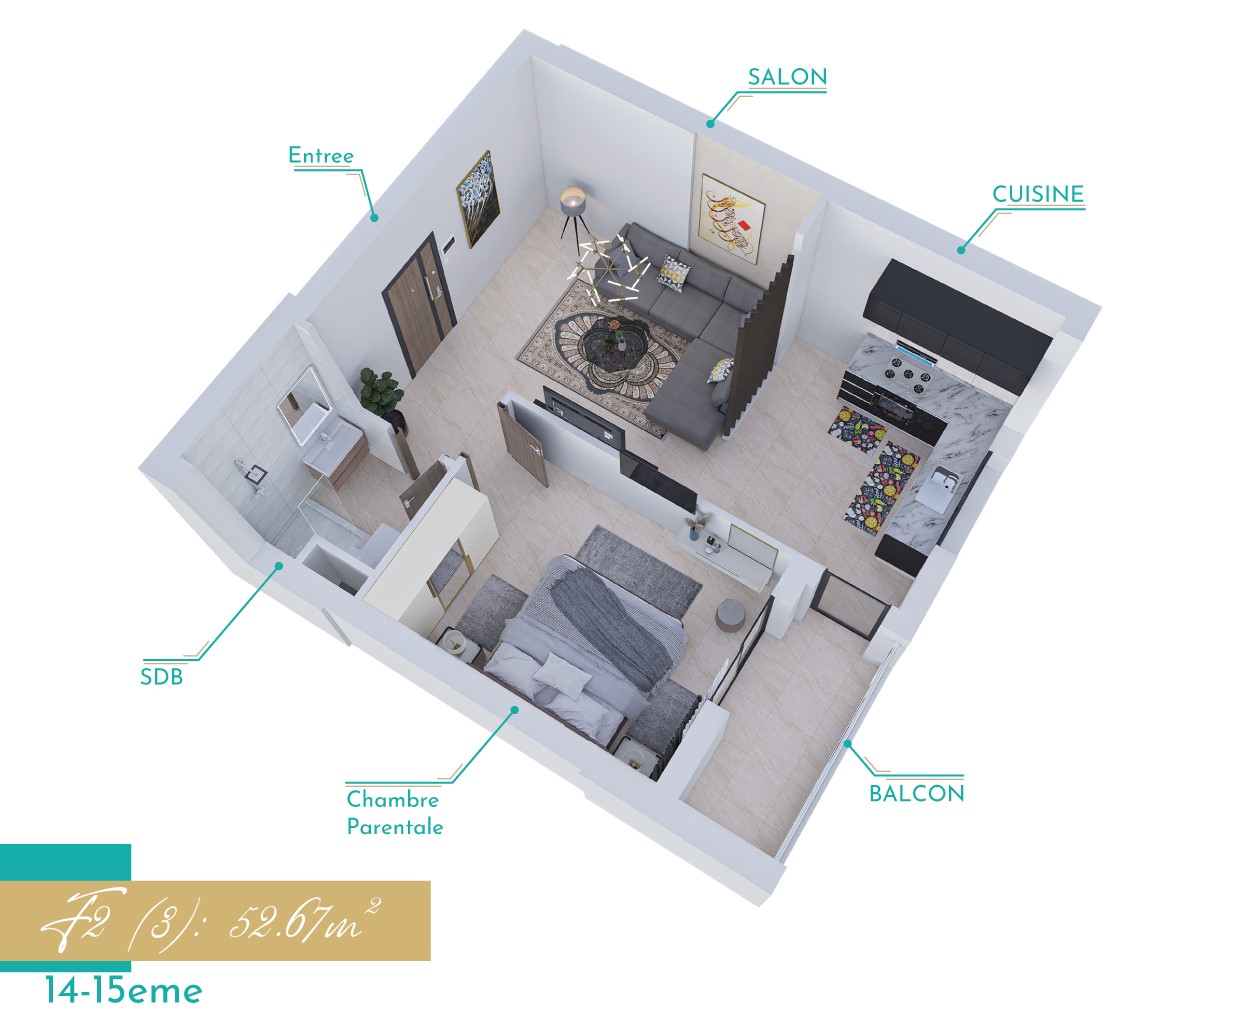 SALON
Entree
CUISINE
SDB
Chambre
Parentale
BALCON
F2 (3): 52.67m²
14-15eme